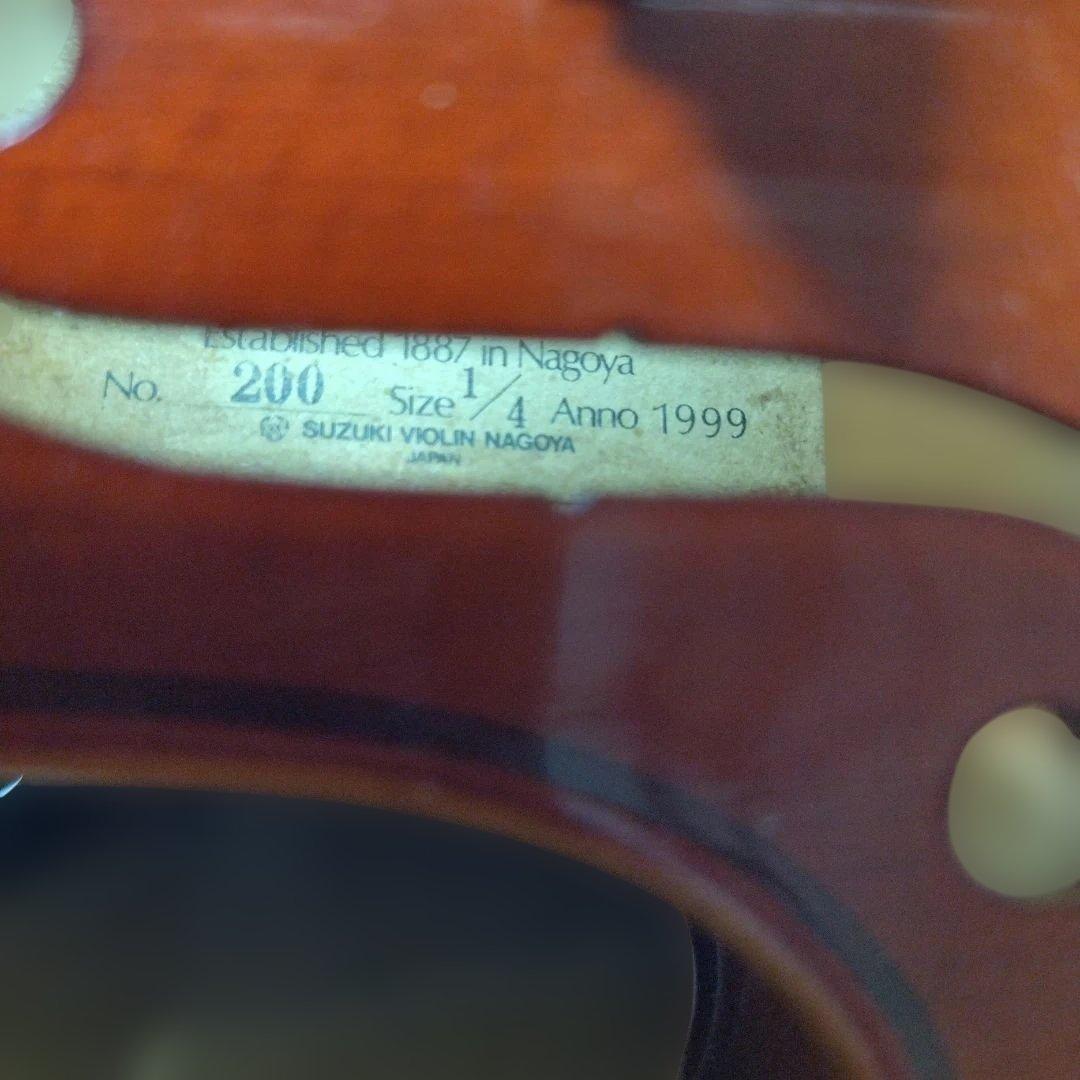 Established 1887 in Nagoya
No. 200 Size 1/4 Anno 1999
SUZUKI VIOLIN NAGOYA
JAPAN